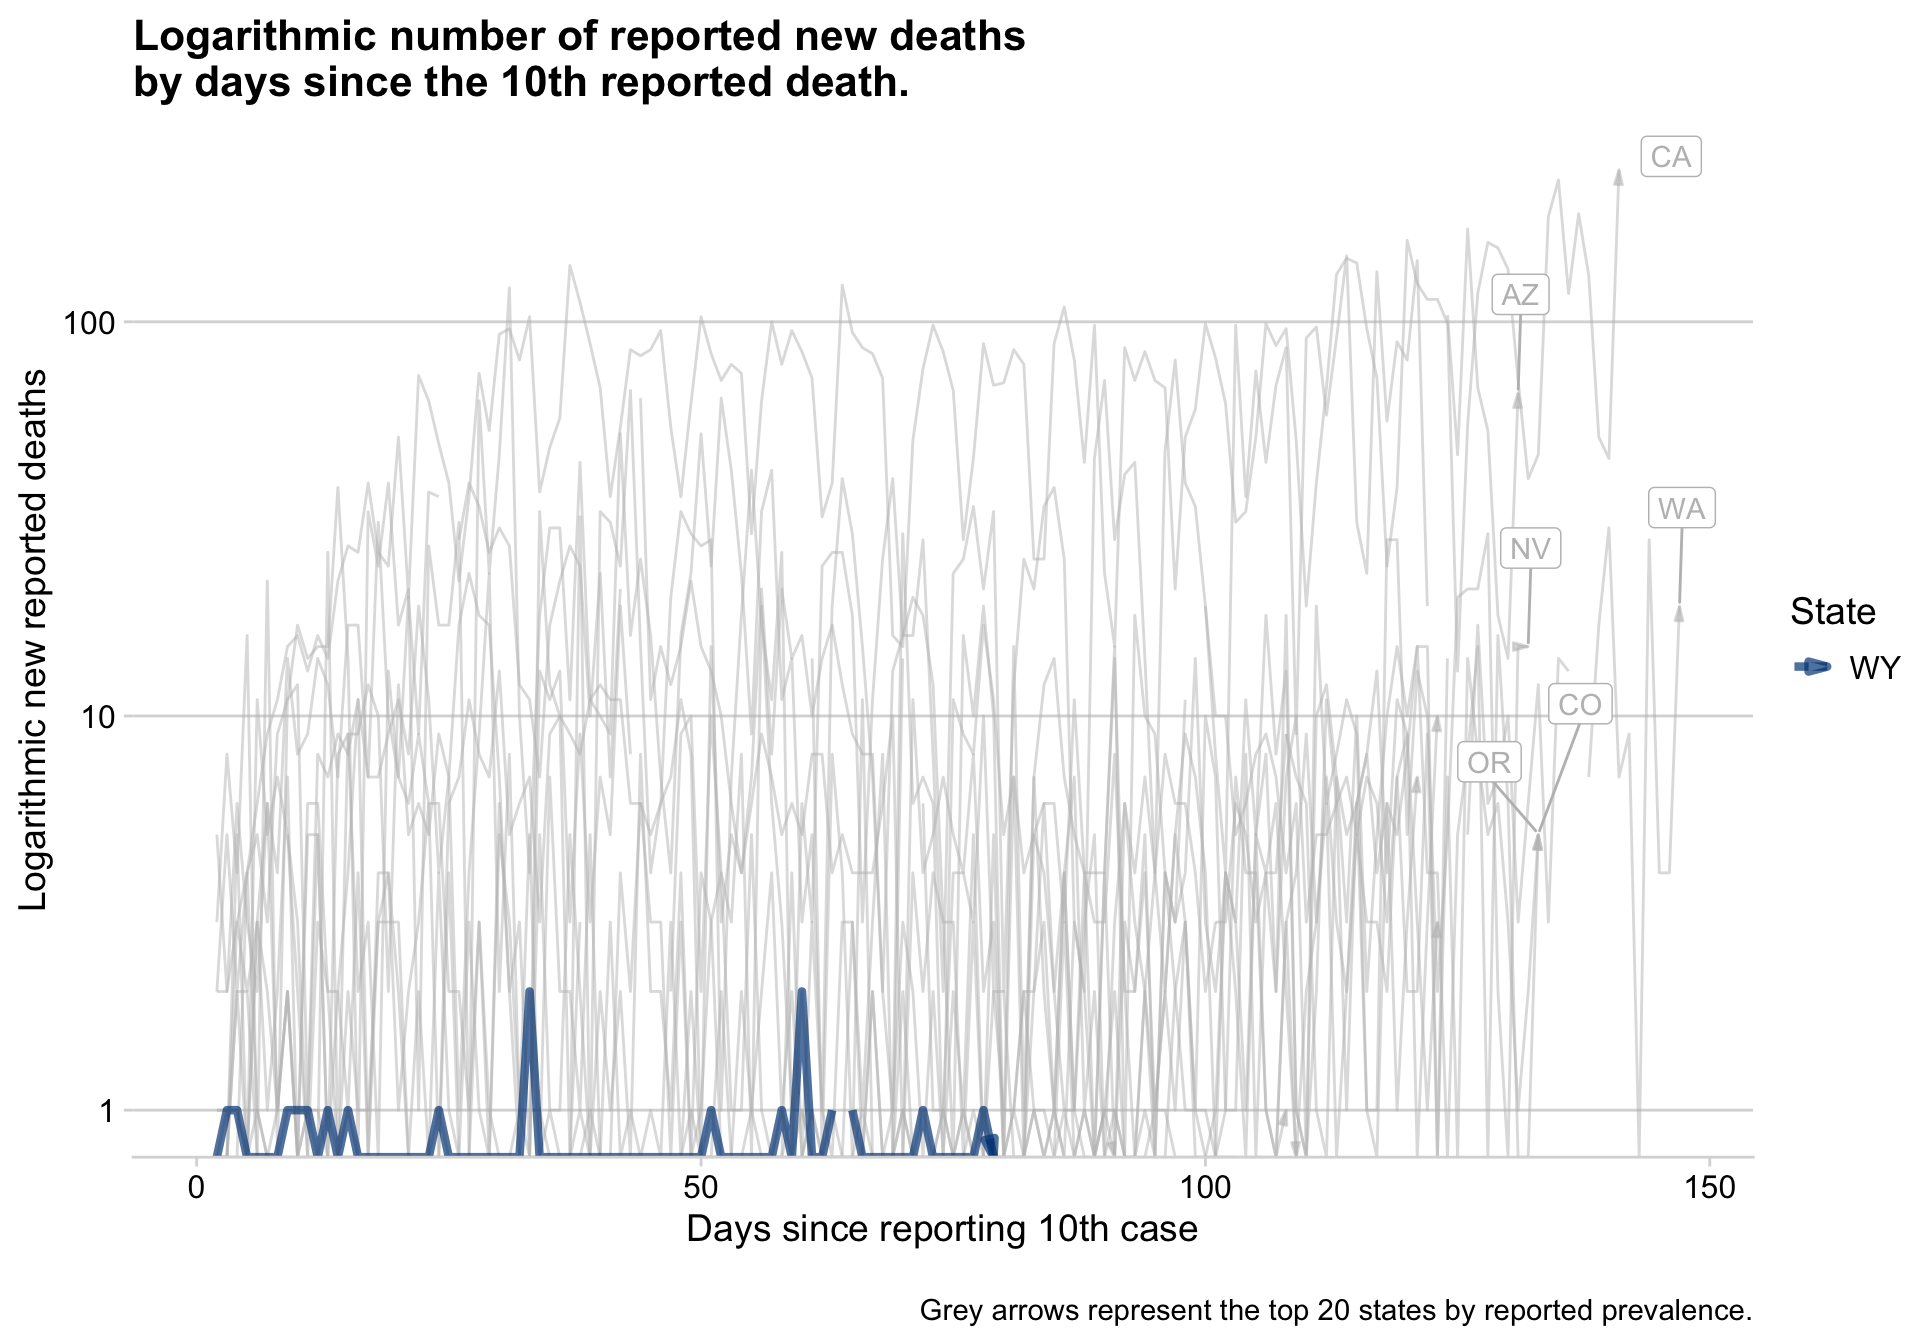 Logarithmic number of reported new deaths
by days since the 10th reported death.
CA
100
AZ
WA
NV
State
WY
10
CO
OR
1
Logarithmic new reported deaths
0
50
100
150
Days since reporting 10th case
Grey arrows represent the top 20 states by reported prevalence.